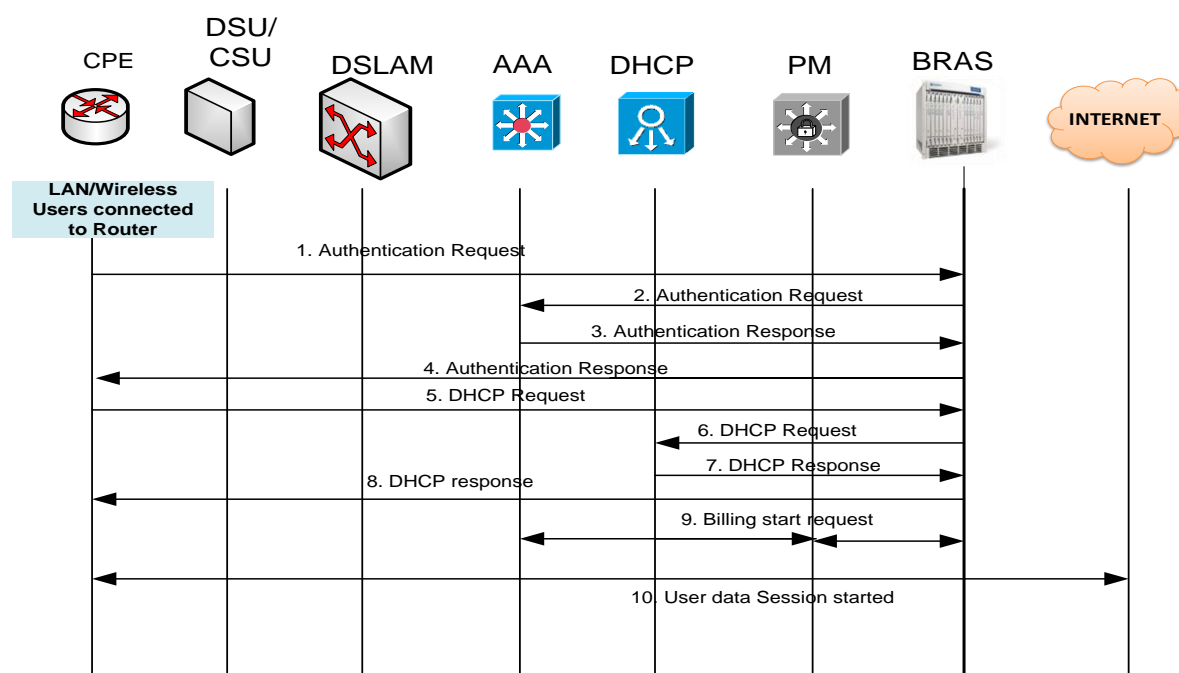 CPE
DSU/
CSU
DSLAM
AAA
DHCP
PM
BRAS
INTERNET
LAN/Wireless
Users connected
to Router
1. Authentication Request
2. Authentication Request
3. Authentication Response
4. Authentication Response
5. DHCP Request
6. DHCP Request
7. DHCP Response
8. DHCP response
9. Billing start request
10. User data Session started